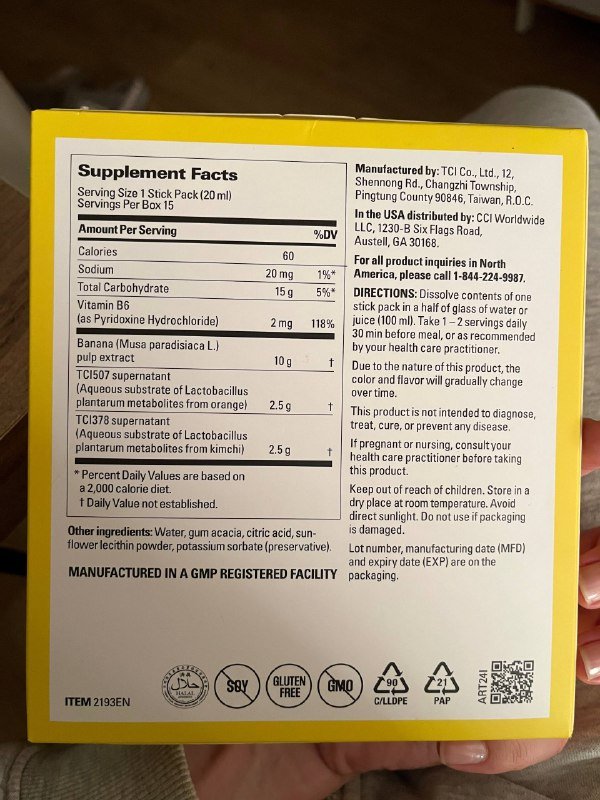 Supplement Facts
Serving Size 1 Stick Pack (20 ml)
Servings Per Box 15
Amount Per Serving %DV
Calories 60
Sodium 20 mg 1%*
Total Carbohydrate 15 g 5%*
Vitamin B6
(as Pyridoxine Hydrochloride) 2 mg 118%
Banana (Musa paradisiaca L.)
pulp extract 10 g †
TCI507 supernatant
(Aqueous substrate of Lactobacillus
plantarum metabolites from orange) 2.5 g †
TCI378 supernatant
(Aqueous substrate of Lactobacillus
plantarum metabolites from kimchi) 2.5 g †
* Percent Daily Values are based on
a 2,000 calorie diet.
† Daily Value not established.
Other ingredients: Water, gum acacia, citric acid, sun-
flower lecithin powder, potassium sorbate (preservative).
MANUFACTURED IN A GMP REGISTERED FACILITY
Manufactured by: TCI Co., Ltd., 12,
Shennong Rd., Changzhi Township,
Pingtung County 90846, Taiwan, R.O.C.
In the USA distributed by: CCI Worldwide
LLC, 1230-B Six Flags Road,
Austell, GA 30168.
For all product inquiries in North
America, please call 1-844-224-9987.
DIRECTIONS: Dissolve contents of one
stick pack in a half of glass of water or
juice (100 ml). Take 1 – 2 servings daily
30 min before meal, or as recommended
by your health care practitioner.
Due to the nature of this product, the
color and flavor will gradually change
over time.
This product is not intended to diagnose,
treat, cure, or prevent any disease.
If pregnant or nursing, consult your
health care practitioner before taking
this product.
Keep out of reach of children. Store in a
dry place at room temperature. Avoid
direct sunlight. Do not use if packaging
is damaged.
Lot number, manufacturing date (MFD)
and expiry date (EXP) are on the
packaging.
ITEM 2193EN
حلال
HALAL
SOY
GLUTEN
FREE
GMO
90
C/LLDPE
21
PAP
ART24I